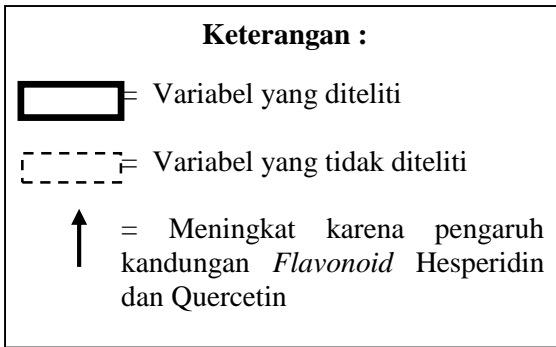 Keterangan :
= Variabel yang diteliti
= Variabel yang tidak diteliti
= Meningkat karena pengaruh
kandungan Flavonoid Hesperidin
dan Quercetin